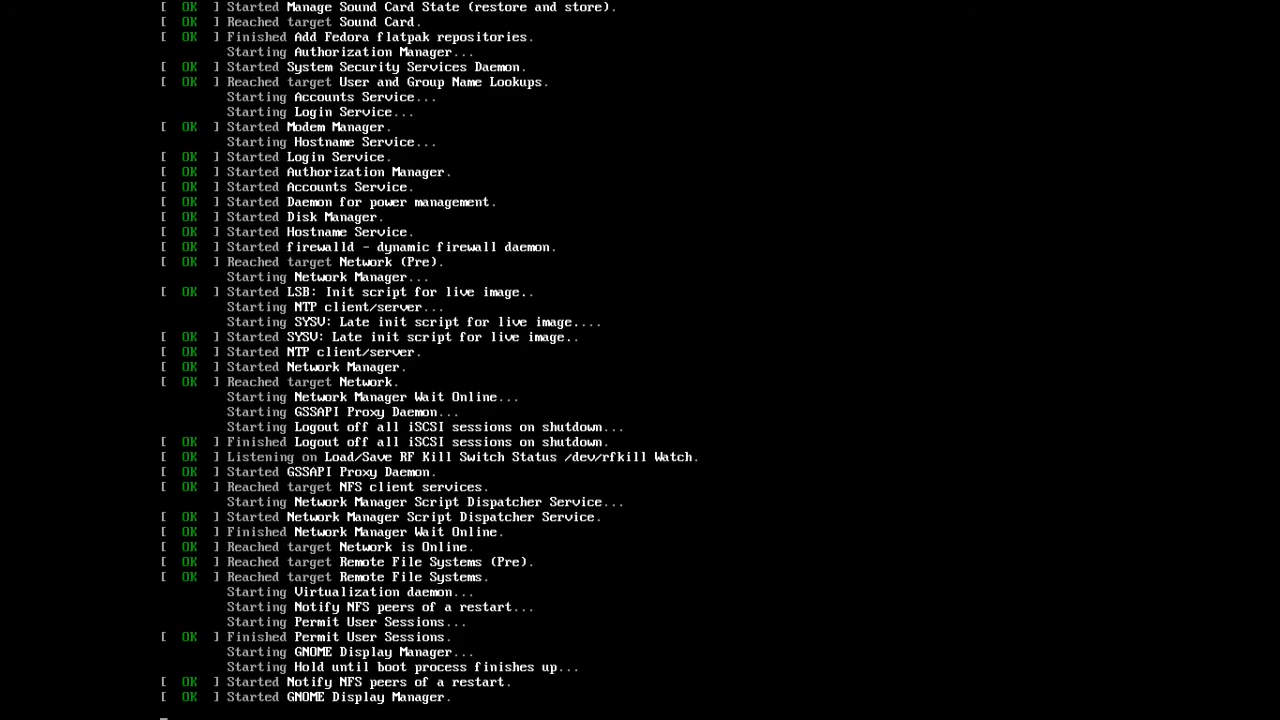 [  OK  ] Started Manage Sound Card State (restore and store).
[  OK  ] Reached target Sound Card.
[  OK  ] Finished Add Fedora flatpak repositories.
         Starting Authorization Manager...
[  OK  ] Started System Security Services Daemon.
[  OK  ] Reached target User and Group Name Lookups.
         Starting Accounts Service...
         Starting Login Service...
[  OK  ] Started Modem Manager.
         Starting Hostname Service...
[  OK  ] Started Login Service.
[  OK  ] Started Authorization Manager.
[  OK  ] Started Accounts Service.
[  OK  ] Started Daemon for power management.
[  OK  ] Started Disk Manager.
[  OK  ] Started Hostname Service.
[  OK  ] Started firewalld - dynamic firewall daemon.
[  OK  ] Reached target Network (Pre).
         Starting Network Manager...
[  OK  ] Started LSB: Init script for live image..
         Starting NTP client/server...
         Starting SYSV: Late init script for live image....
[  OK  ] Started SYSV: Late init script for live image..
[  OK  ] Started NTP client/server.
[  OK  ] Started Network Manager.
[  OK  ] Reached target Network.
         Starting Network Manager Wait Online...
         Starting GSSAPI Proxy Daemon...
         Starting Logout off all iSCSI sessions on shutdown...
[  OK  ] Finished Logout off all iSCSI sessions on shutdown.
[  OK  ] Listening on Load/Save RF Kill Switch Status /dev/rfkill Watch.
[  OK  ] Started GSSAPI Proxy Daemon.
[  OK  ] Reached target NFS client services.
         Starting Network Manager Script Dispatcher Service...
[  OK  ] Started Network Manager Script Dispatcher Service.
[  OK  ] Finished Network Manager Wait Online.
[  OK  ] Reached target Network is Online.
[  OK  ] Reached target Remote File Systems (Pre).
[  OK  ] Reached target Remote File Systems.
         Starting Virtualization daemon...
         Starting Notify NFS peers of a restart...
         Starting Permit User Sessions...
[  OK  ] Finished Permit User Sessions.
         Starting GNOME Display Manager...
         Starting Hold until boot process finishes up...
[  OK  ] Started Notify NFS peers of a restart.
[  OK  ] Started GNOME Display Manager.